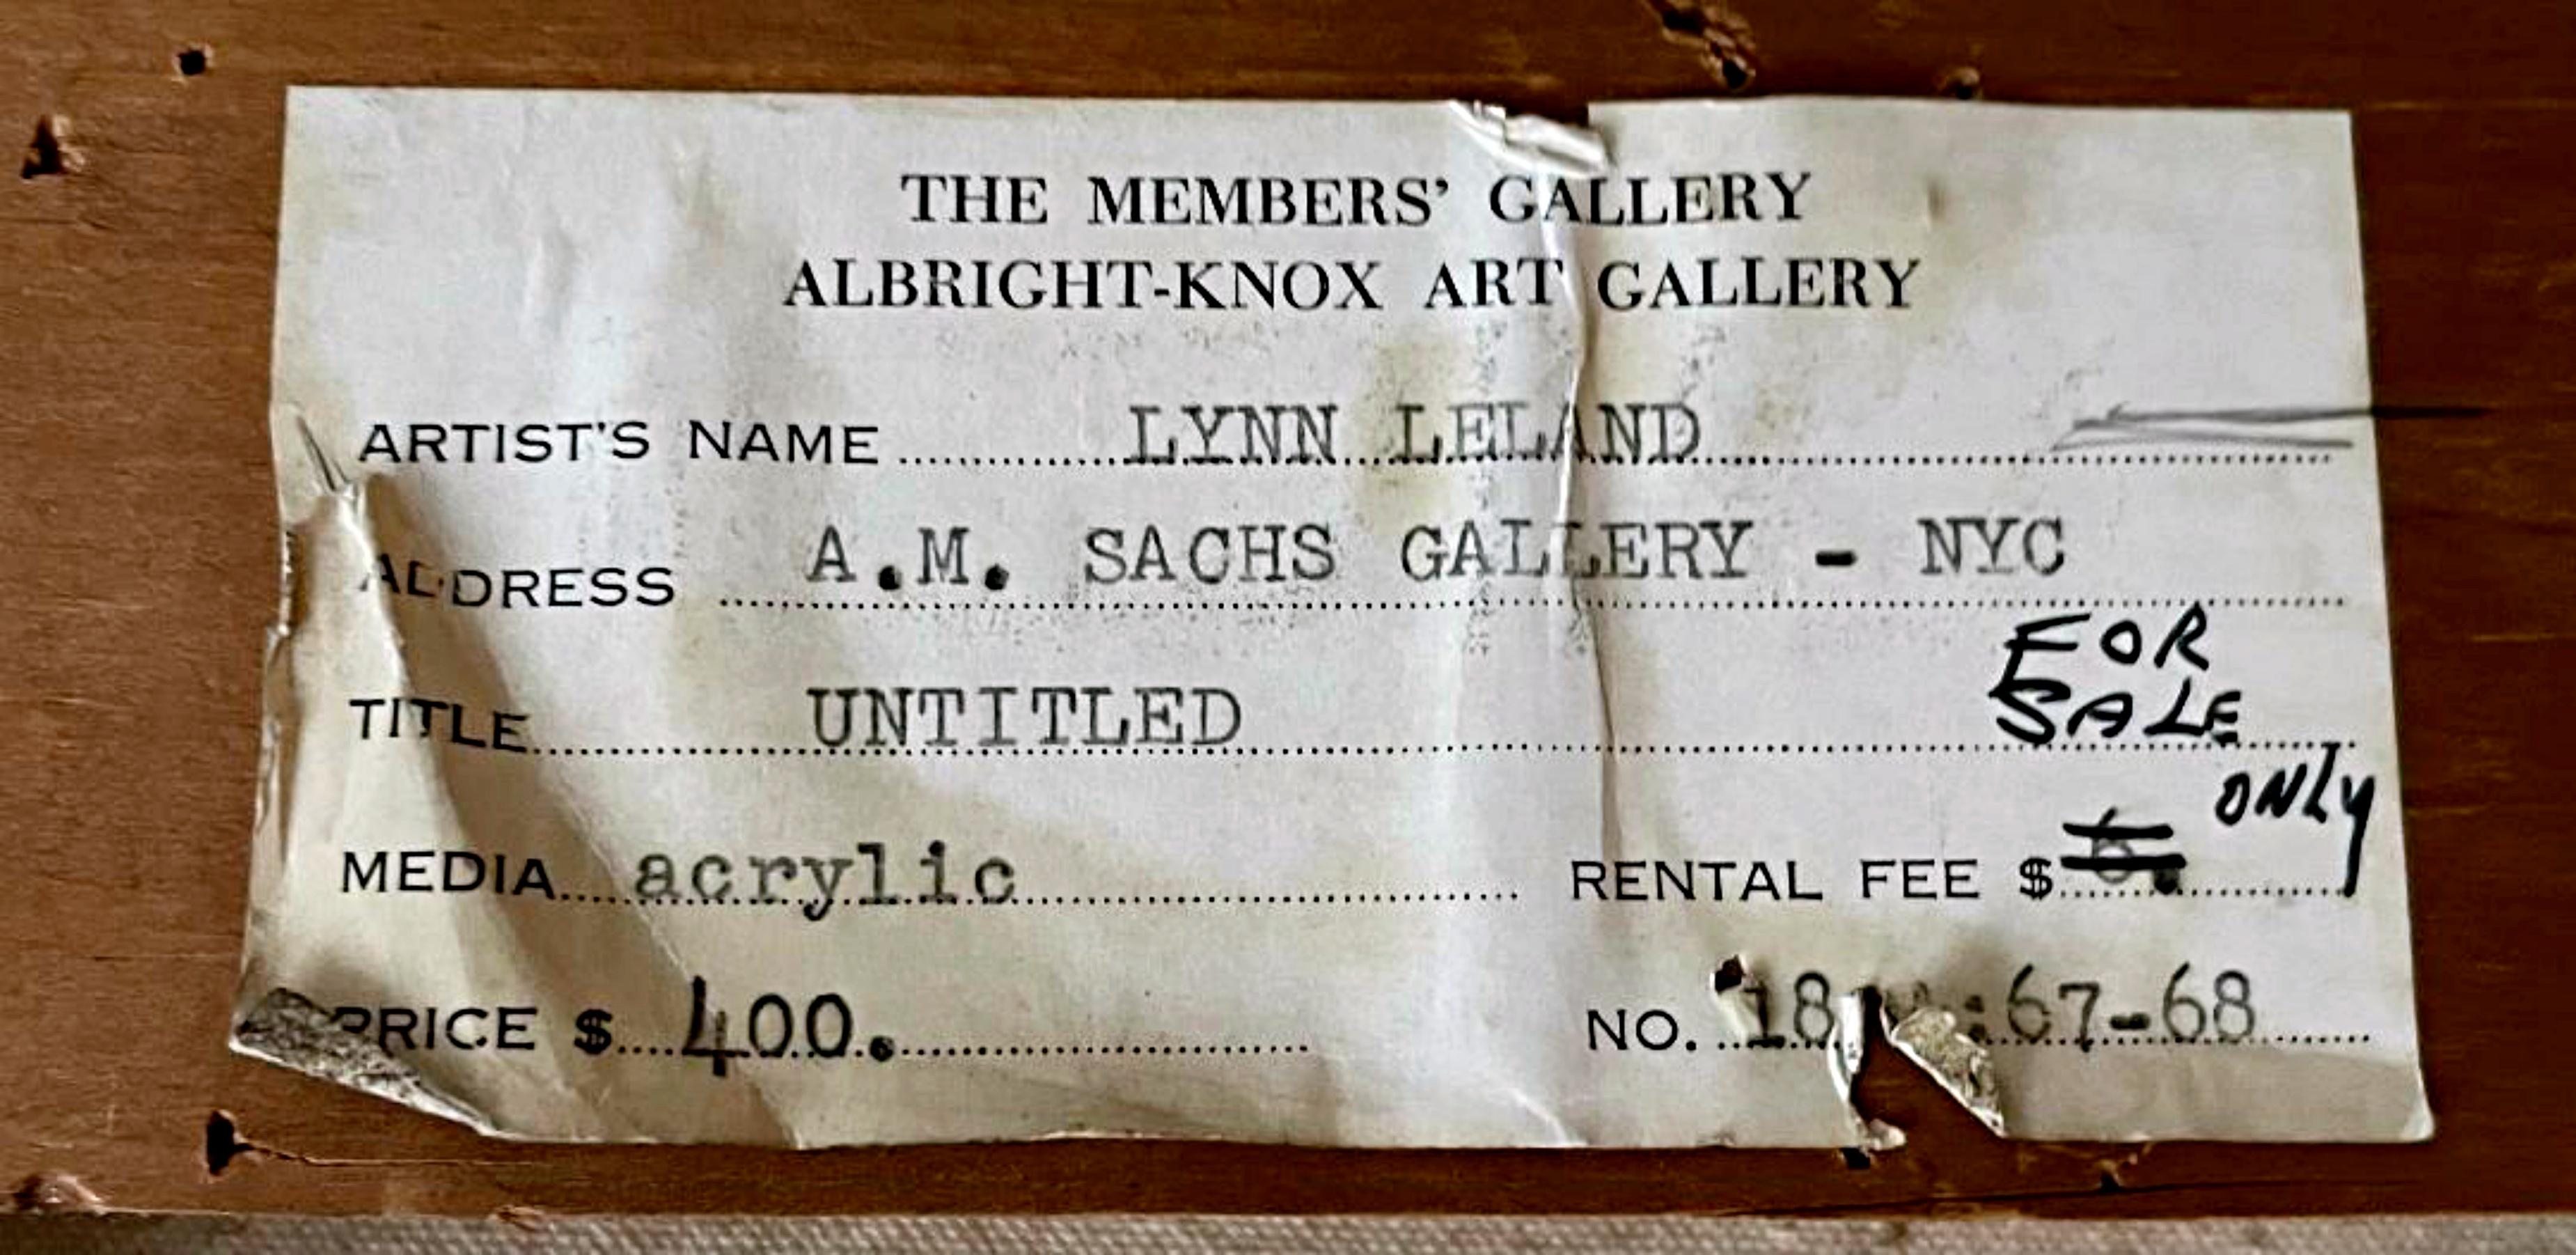 THE MEMBERS' GALLERY
ALBRIGHT-KNOX ART GALLERY
ARTIST'S NAME LYNN LELAND
ADDRESS A.M. SACHS GALLERY - NYC
TITLE UNTITLED FOR SALE ONLY
MEDIA acrylic RENTAL FEE $
PRICE $ 400. NO. 18 :67-68